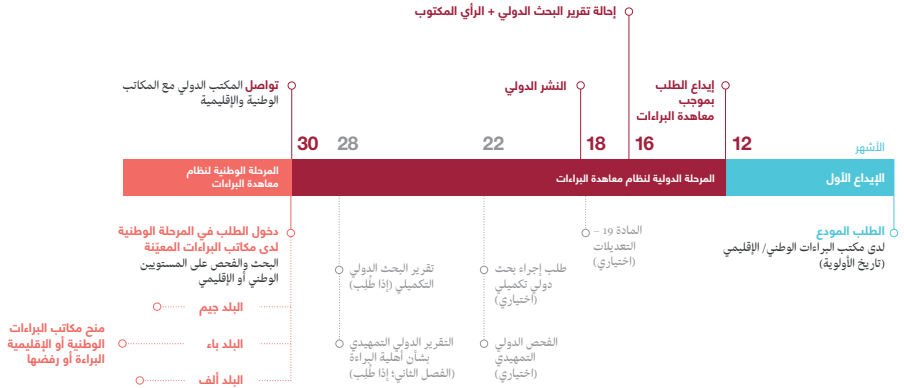 إحالة تقرير البحث الدولي + الرأي المكتوب
إيداع الطلب
بموجب
معاهدة البراءات
النشر الدولي
تواصل المكتب الدولي مع المكاتب
الوطنية والإقليمية
الأشهر
12
16
18
22
28
30
الإيداع الأول
المرحلة الدولية لنظام معاهدة البراءات
المرحلة الوطنية لنظام
معاهدة البراءات
الطلب المودع
لدى مكتب البراءات الوطني/ الإقليمي
(تاريخ الأولوية)
المادة 19 –
التعديلات
(اختياري)
طلب إجراء بحث
دولي تكميلي
(اختياري)
الفحص الدولي
التمهيدي
(اختياري)
تقرير البحث الدولي
التكميلي (إذا طُلِب)
التقرير الدولي التمهيدي
بشأن أهلية البراءة
(الفصل الثاني؛ إذا طُلِب)
دخول الطلب في المرحلة الوطنية
لدى مكاتب البراءات المعيّنة
البحث والفحص على المستويين
الوطني أو الإقليمي
البلد جيم
البلد باء
البلد ألف
منح مكاتب البراءات
الوطنية أو الإقليمية
البراءة أو رفضها